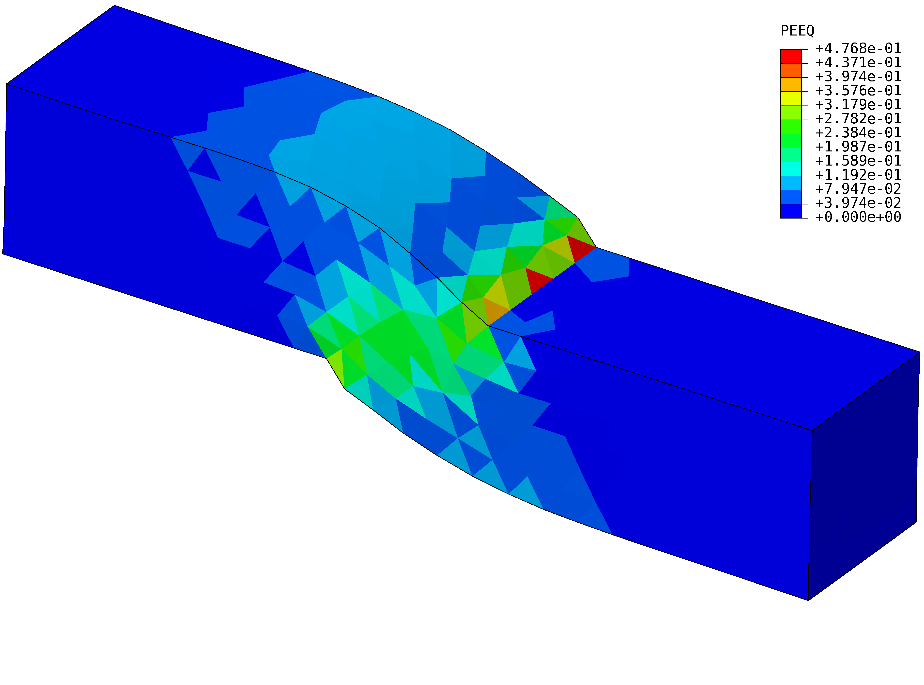 PEEQ
+4.768e-01
+4.371e-01
+3.974e-01
+3.576e-01
+3.179e-01
+2.782e-01
+2.384e-01
+1.987e-01
+1.589e-01
+1.192e-01
+7.947e-02
+3.974e-02
+0.000e+00